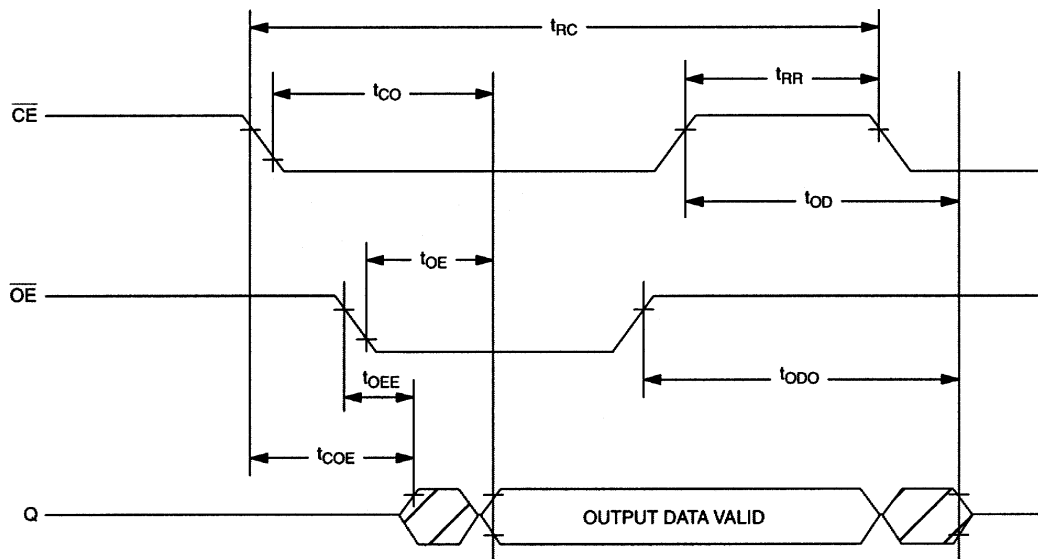 tRC
tRR
tCO
CE
tOD
tOE
OE
tODO
tOEE
tCOE
Q
OUTPUT DATA VALID